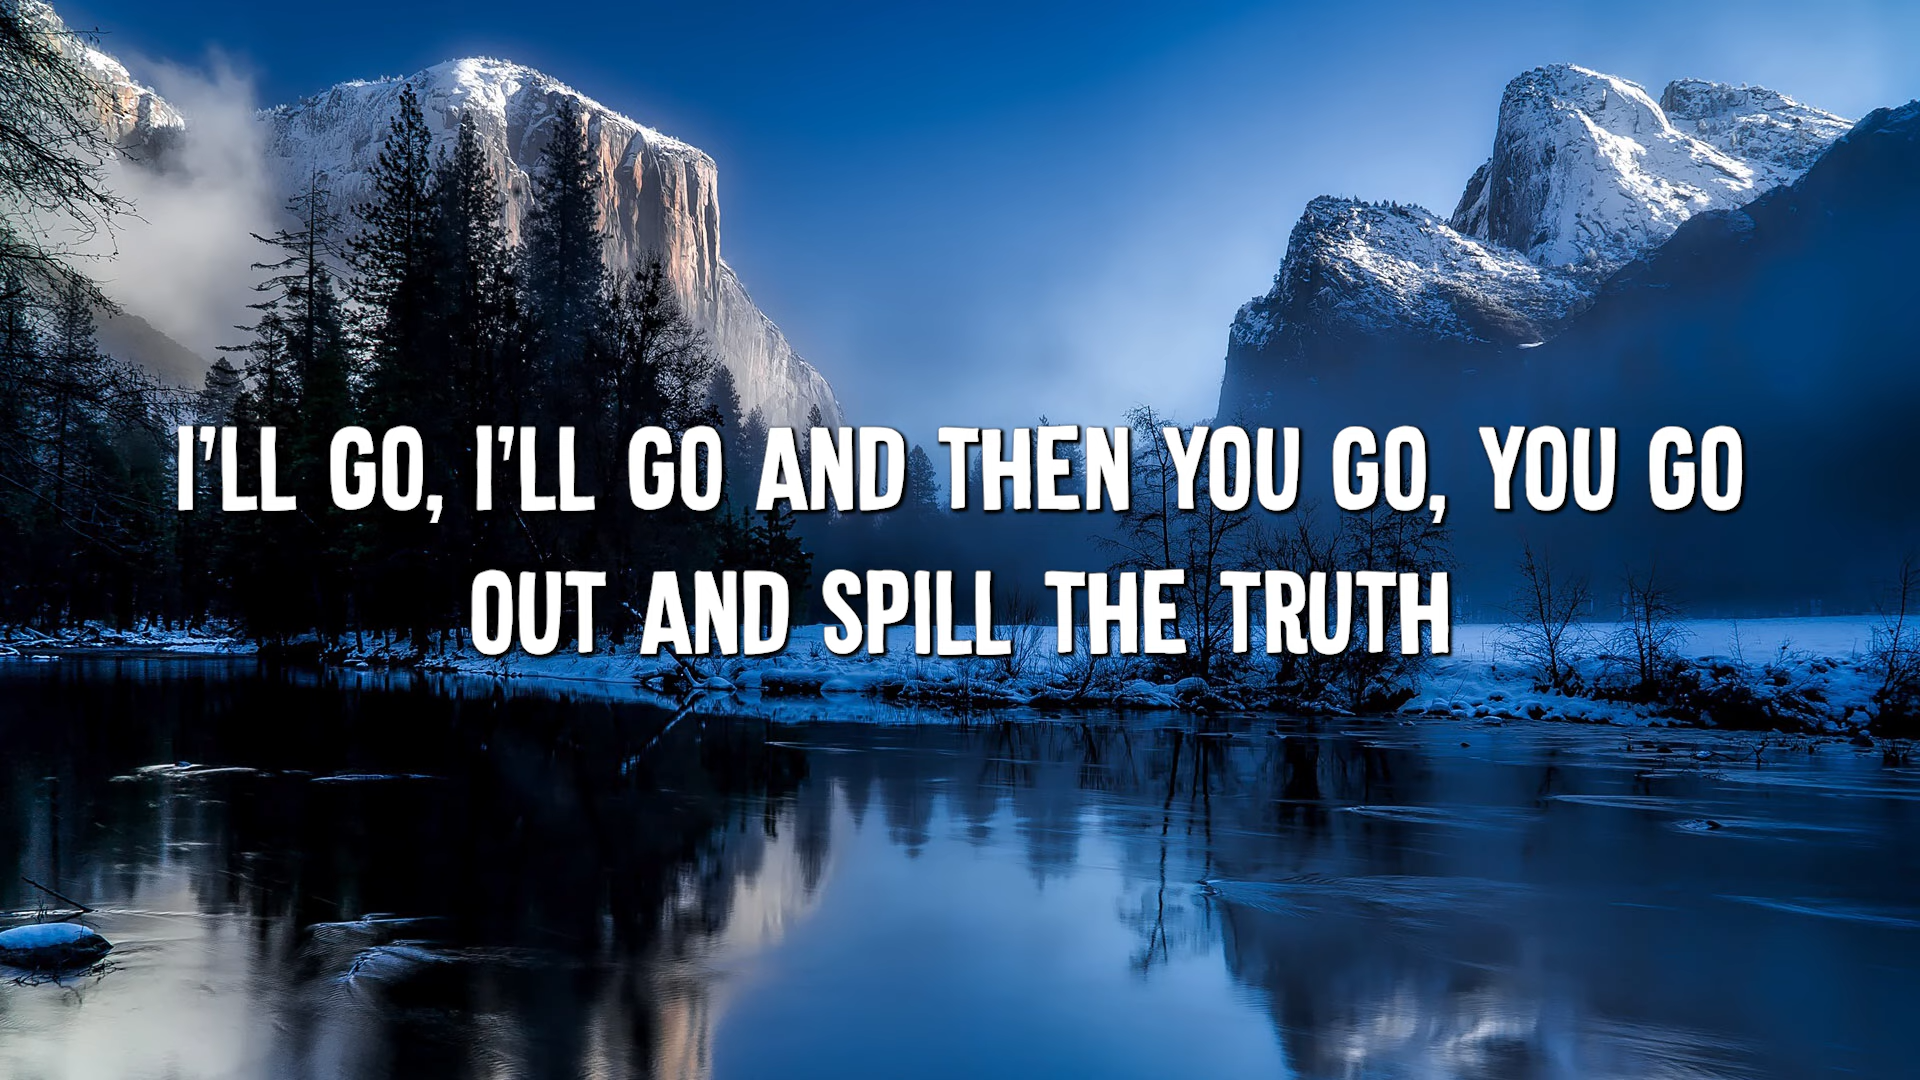 I'LL GO, I'LL GO AND THEN YOU GO, YOU GO
OUT AND SPILL THE TRUTH